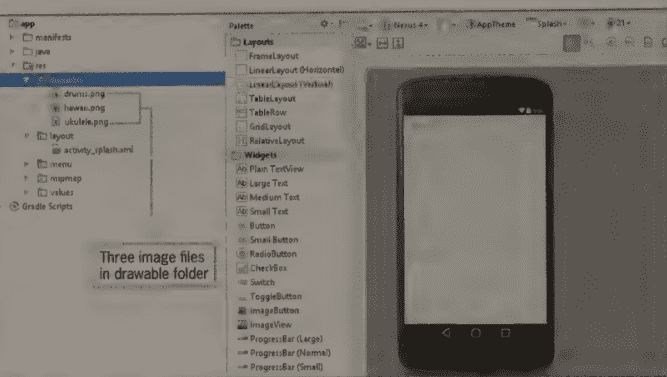 app
manifests
java
res
drawable
drums.png
hawaii.png
ukulele.png
layout
activity_splash.xml
menu
mipmap
values
Gradle Scripts
Three image files
in drawable folder
Palette
Layouts
FrameLayout
LinearLayout (Horizontal)
LinearLayout (Vertical)
TableLayout
TableRow
GridLayout
RelativeLayout
Widgets
Plain TextView
Large Text
Medium Text
Small Text
Button
Small Button
RadioButton
CheckBox
Switch
ToggleButton
ImageButton
ImageView
ProgressBar (Large)
ProgressBar (Normal)
ProgressBar (Small)
Nexus 4
AppTheme
Splash
21